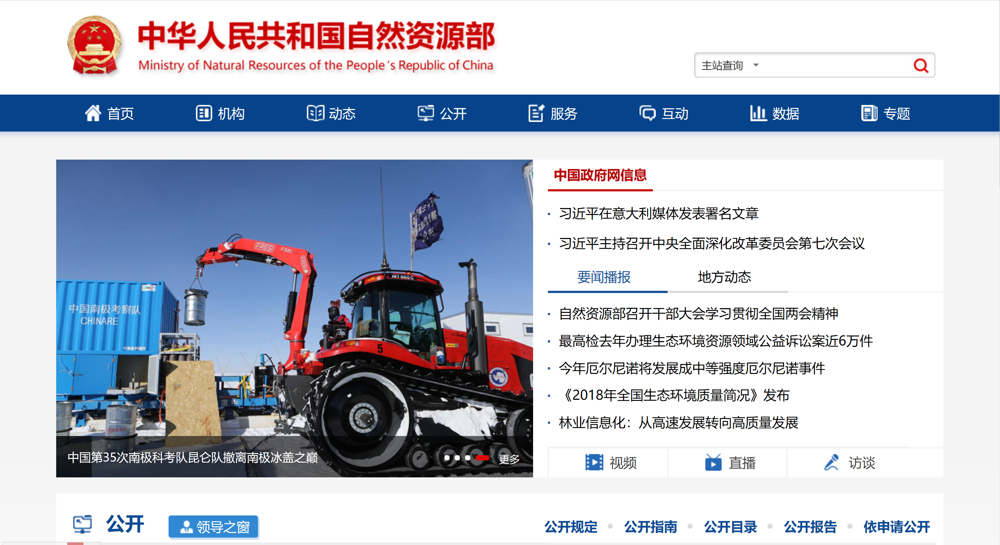 中华人民共和国自然资源部
Ministry of Natural Resources of the People's Republic of China
主站查询
首页 机构 动态 公开 服务 互动 数据 专题
中国政府网信息
习近平在意大利媒体发表署名文章
习近平主持召开中央全面深化改革委员会第七次会议
要闻播报 地方动态
自然资源部召开干部大会学习贯彻全国两会精神
最高检去年办理生态环境资源领域公益诉讼案近6万件
今年厄尔尼诺将发展成中等强度厄尔尼诺事件
《2018年全国生态环境质量简况》发布
林业信息化：从高速发展转向高质量发展
视频 直播 访谈
FASSI F155C
FASSI
MT865C
中国南极考察队
CHINARE
5
中国第35次南极科考队昆仑队撤离南极冰盖之巅
更多
公开 领导之窗
公开规定 公开指南 公开目录 公开报告 依申请公开